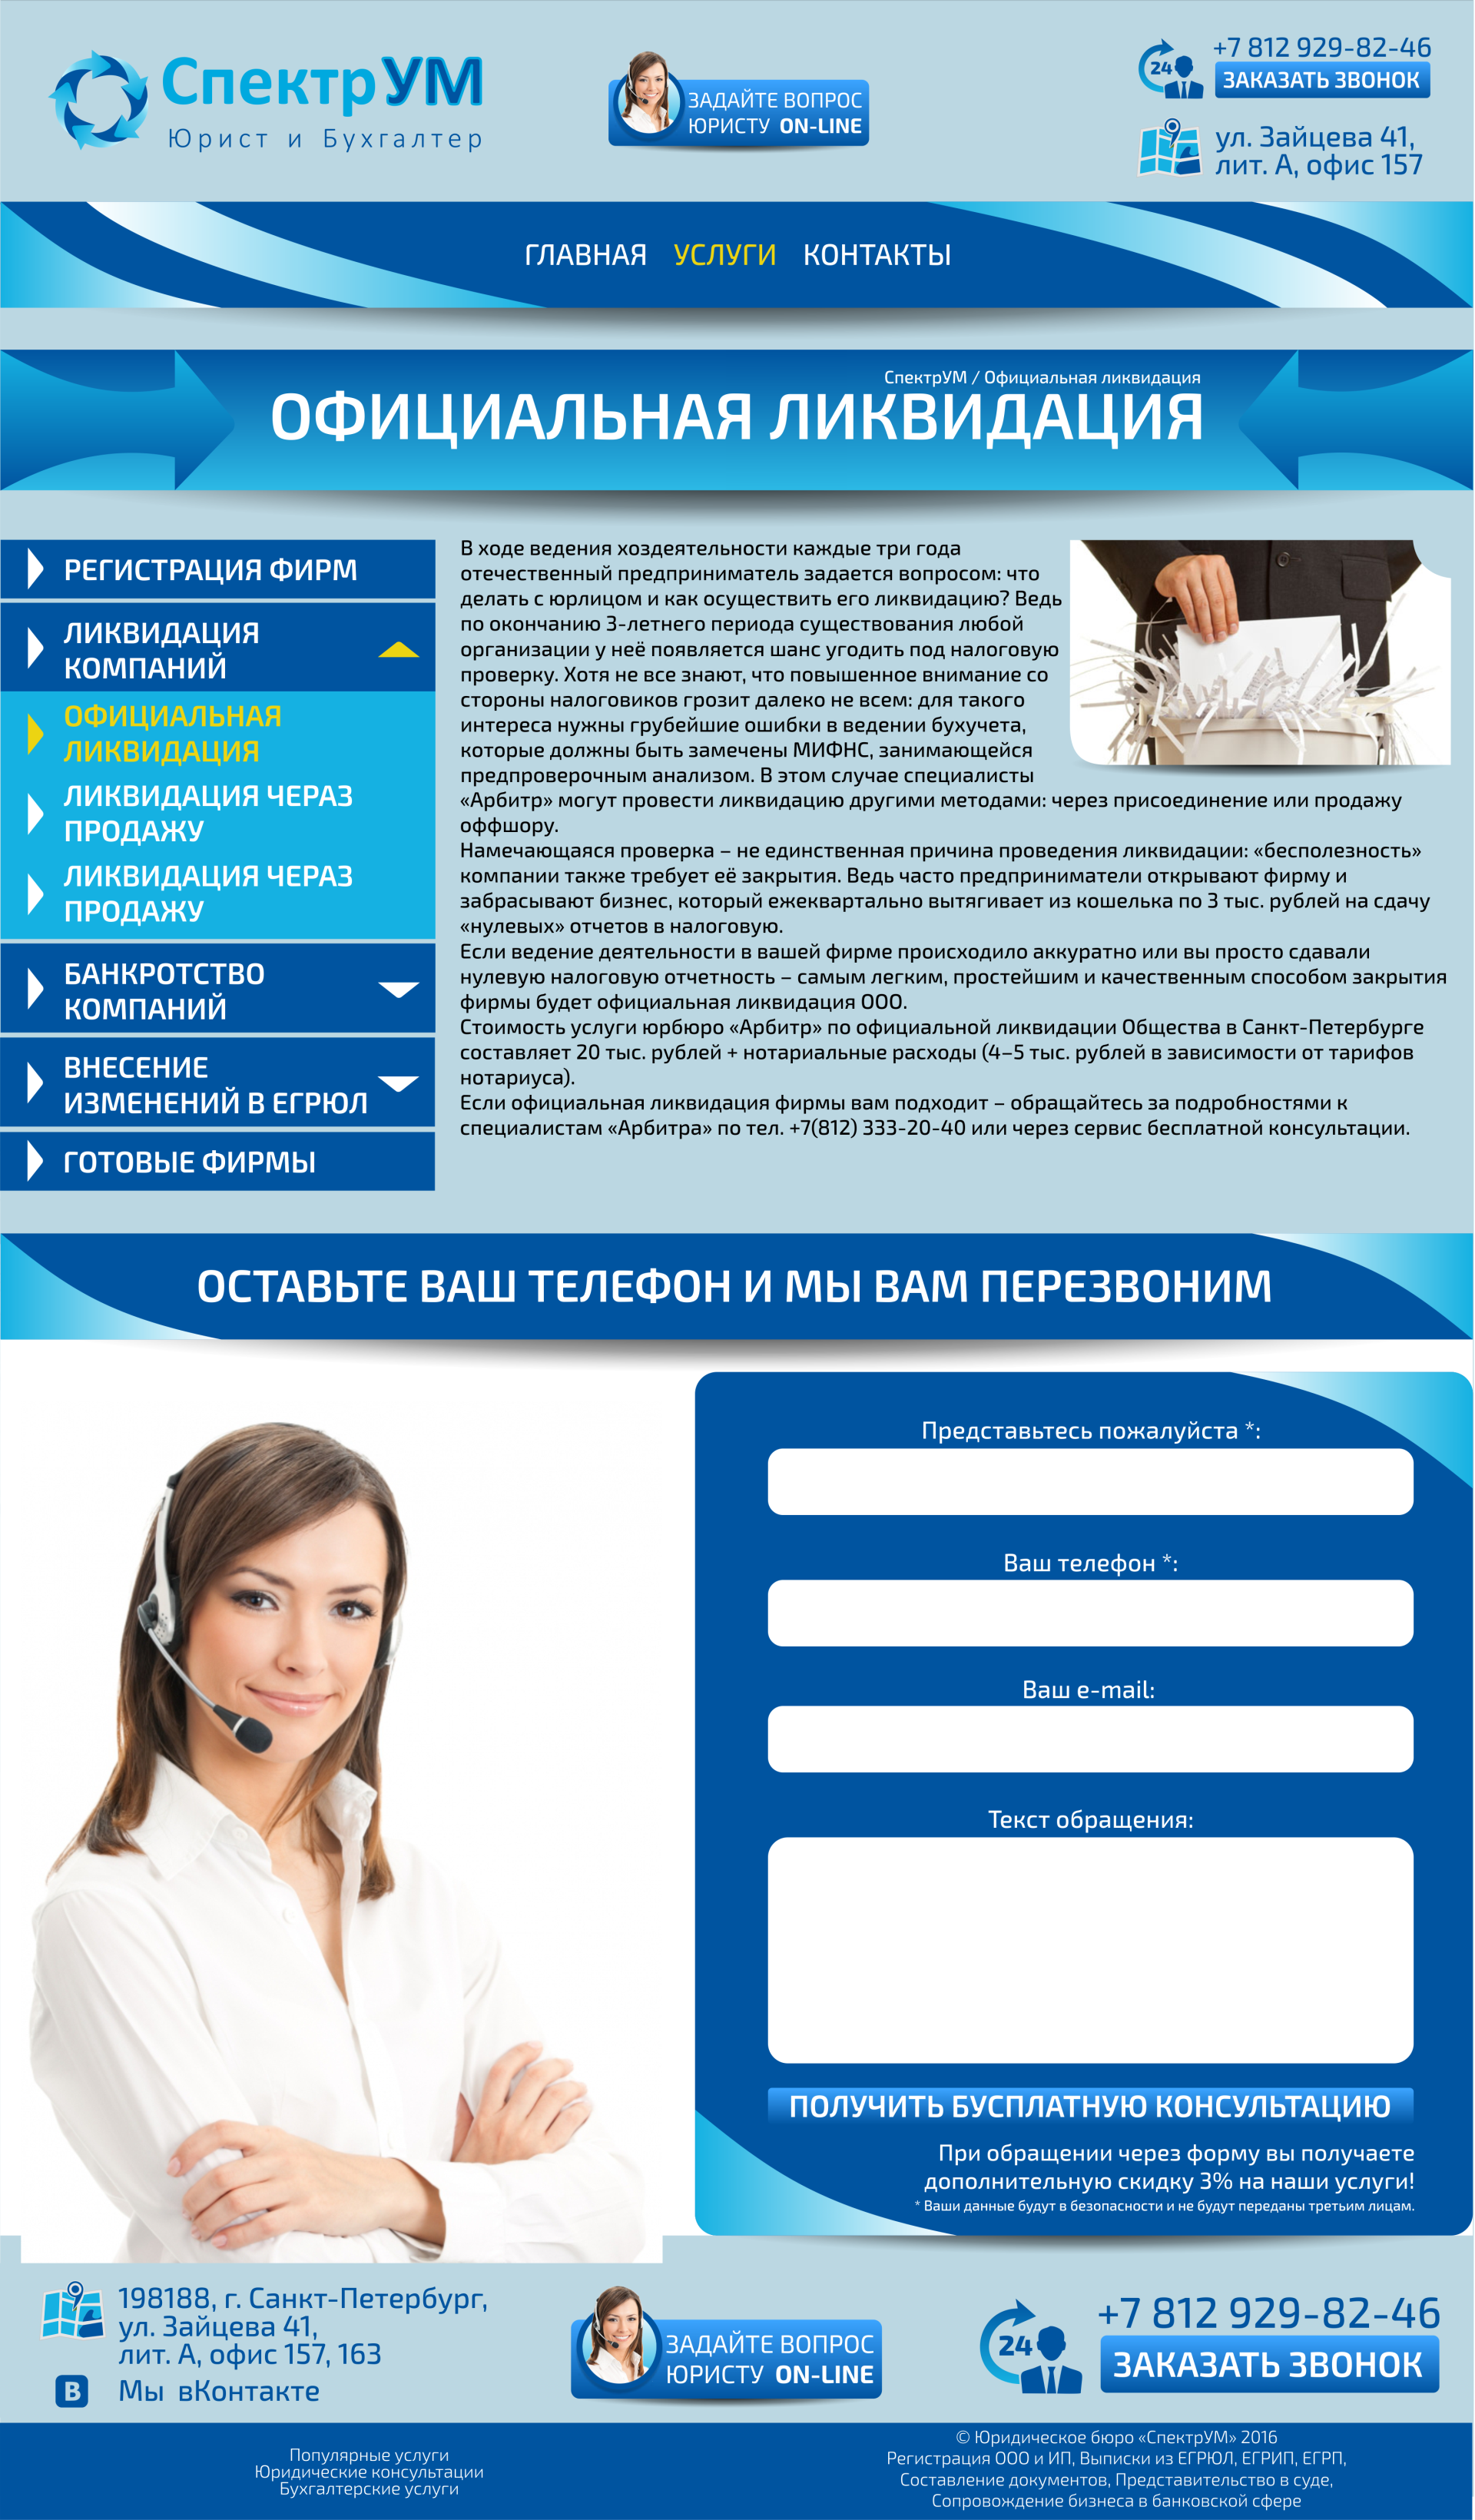 СпектрУМ
Юрист и Бухгалтер
ЗАДАЙТЕ ВОПРОС
ЮРИСТУ ON-LINE
24
+7 812 929-82-46
ЗАКАЗАТЬ ЗВОНОК
ул. Зайцева 41,
лит. А, офис 157
ГЛАВНАЯ УСЛУГИ КОНТАКТЫ
СпектрУМ / Официальная ликвидация
ОФИЦИАЛЬНАЯ ЛИКВИДАЦИЯ
РЕГИСТРАЦИЯ ФИРМ
ЛИКВИДАЦИЯ
КОМПАНИЙ
ОФИЦИАЛЬНАЯ
ЛИКВИДАЦИЯ
ЛИКВИДАЦИЯ ЧЕРАЗ
ПРОДАЖУ
ЛИКВИДАЦИЯ ЧЕРАЗ
ПРОДАЖУ
БАНКРОТСТВО
КОМПАНИЙ
ВНЕСЕНИЕ
ИЗМЕНЕНИЙ В ЕГРЮЛ
ГОТОВЫЕ ФИРМЫ
В ходе ведения хоздеятельности каждые три года
отечественный предприниматель задается вопросом: что
делать с юрлицом и как осуществить его ликвидацию? Ведь
по окончанию 3-летнего периода существования любой
организации у неё появляется шанс угодить под налоговую
проверку. Хотя не все знают, что повышенное внимание со
стороны налоговиков грозит далеко не всем: для такого
интереса нужны грубейшие ошибки в ведении бухучета,
которые должны быть замечены МИФНС, занимающейся
предпроверочным анализом. В этом случае специалисты
«Арбитр» могут провести ликвидацию другими методами: через присоединение или продажу
оффшору.
Намечающаяся проверка – не единственная причина проведения ликвидации: «бесполезность»
компании также требует её закрытия. Ведь часто предприниматели открывают фирму и
забрасывают бизнес, который ежеквартально вытягивает из кошелька по 3 тыс. рублей на сдачу
«нулевых» отчетов в налоговую.
Если ведение деятельности в вашей фирме происходило аккуратно или вы просто сдавали
нулевую налоговую отчетность – самым легким, простейшим и качественным способом закрытия
фирмы будет официальная ликвидация ООО.
Стоимость услуги юрбюро «Арбитр» по официальной ликвидации Общества в Санкт-Петербурге
составляет 20 тыс. рублей + нотариальные расходы (4–5 тыс. рублей в зависимости от тарифов
нотариуса).
Если официальная ликвидация фирмы вам подходит – обращайтесь за подробностями к
специалистам «Арбитра» по тел. +7(812) 333-20-40 или через сервис бесплатной консультации.
ОСТАВЬТЕ ВАШ ТЕЛЕФОН И МЫ ВАМ ПЕРЕЗВОНИМ
Представьтесь пожалуйста *:
Ваш телефон *:
Ваш e-mail:
Текст обращения:
ПОЛУЧИТЬ БУСПЛАТНУЮ КОНСУЛЬТАЦИЮ
При обращении через форму вы получаете
дополнительную скидку 3% на наши услуги!
* Ваши данные будут в безопасности и не будут переданы третьим лицам.
198188, г. Санкт-Петербург,
ул. Зайцева 41,
лит. А, офис 157, 163
В Мы вКонтакте
ЗАДАЙТЕ ВОПРОС
ЮРИСТУ ON-LINE
24
+7 812 929-82-46
ЗАКАЗАТЬ ЗВОНОК
Популярные услуги
Юридические консультации
Бухгалтерские услуги
© Юридическое бюро «СпектрУМ» 2016
Регистрация ООО и ИП, Выписки из ЕГРЮЛ, ЕГРИП, ЕГРП,
Составление документов, Представительство в суде,
Сопровождение бизнеса в банковской сфере